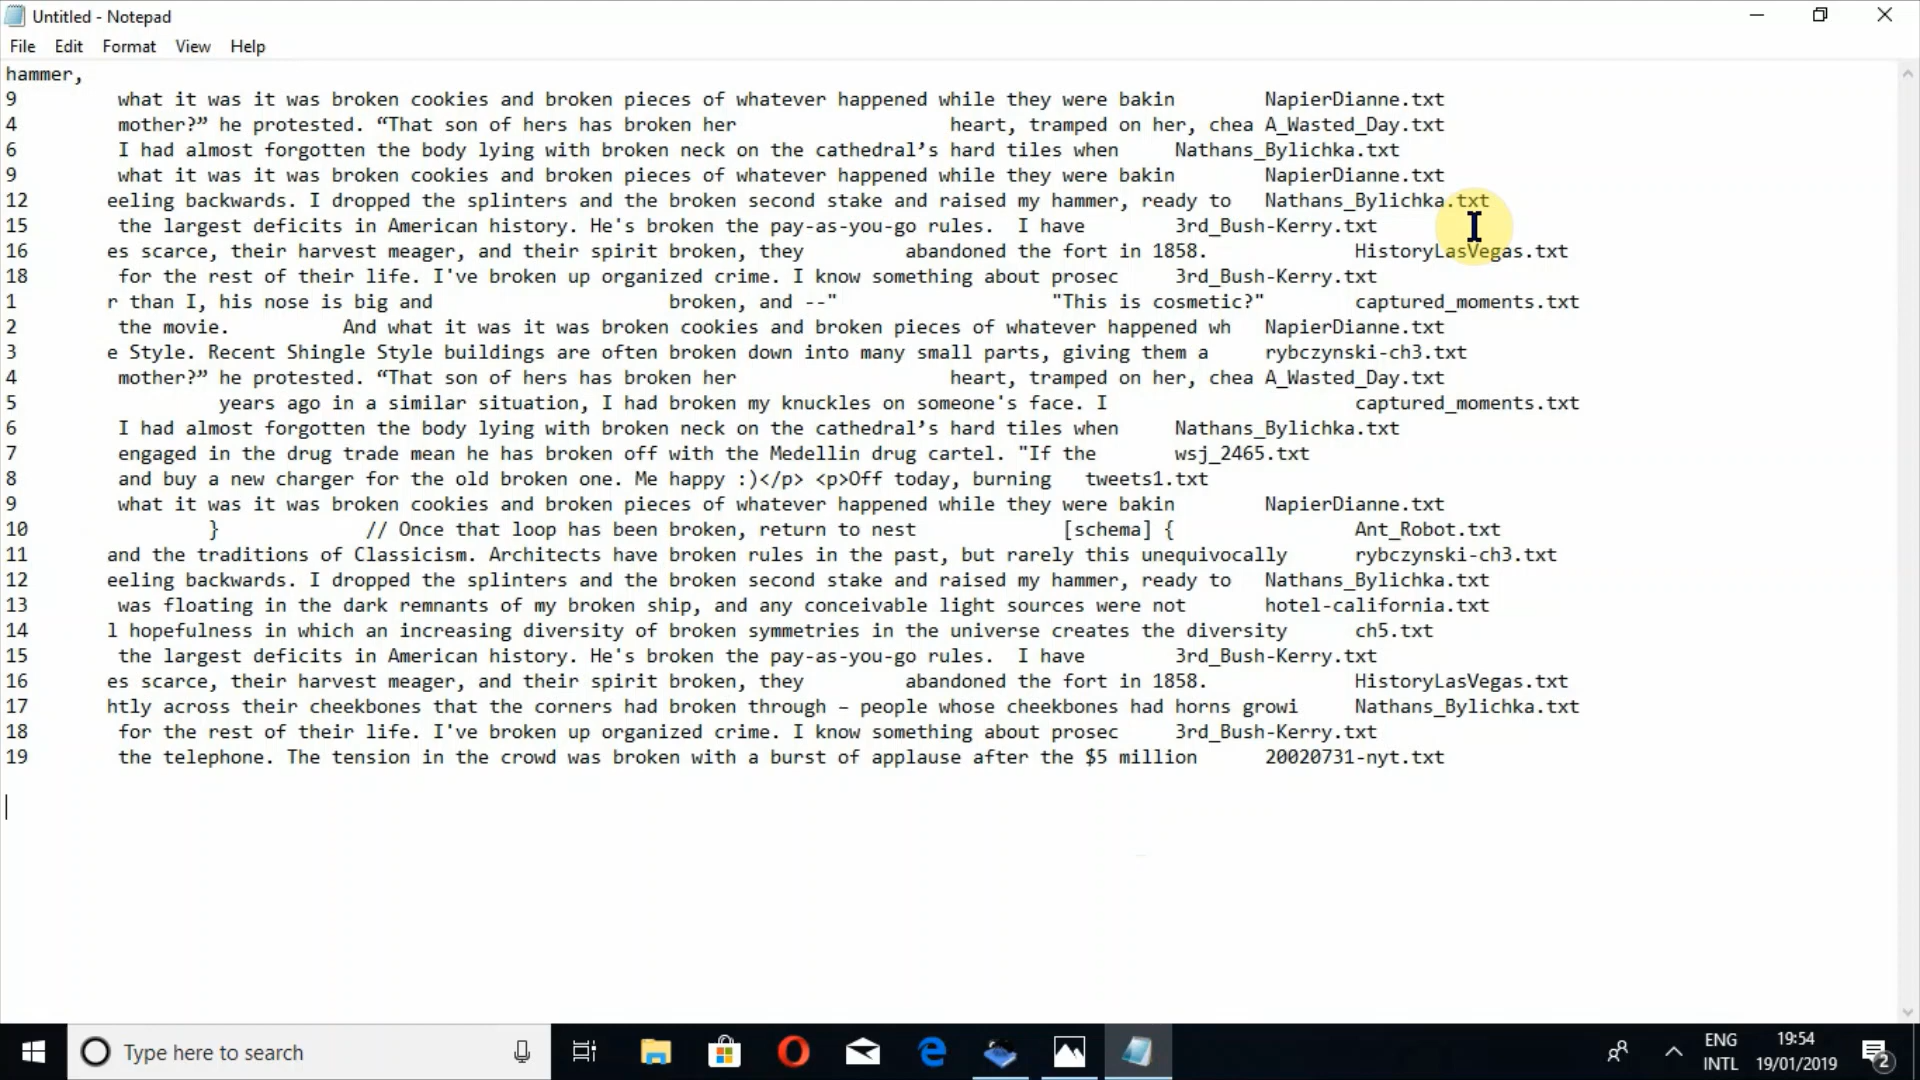 Untitled - Notepad
File Edit Format View Help
hammer,
9 what it was it was broken cookies and broken pieces of whatever happened while they were bakin NapierDianne.txt
4 mother?” he protested. “That son of hers has broken her heart, tramped on her, chea A_Wasted_Day.txt
6 I had almost forgotten the body lying with broken neck on the cathedral’s hard tiles when Nathans_Bylichka.txt
9 what it was it was broken cookies and broken pieces of whatever happened while they were bakin NapierDianne.txt
12 eeling backwards. I dropped the splinters and the broken second stake and raised my hammer, ready to Nathans_Bylichka.txt
15 the largest deficits in American history. He's broken the pay-as-you-go rules. I have 3rd_Bush-Kerry.txt
16 es scarce, their harvest meager, and their spirit broken, they abandoned the fort in 1858. HistoryLasVegas.txt
18 for the rest of their life. I've broken up organized crime. I know something about prosec 3rd_Bush-Kerry.txt
1 r than I, his nose is big and broken, and --" "This is cosmetic?" captured_moments.txt
2 the movie. And what it was it was broken cookies and broken pieces of whatever happened wh NapierDianne.txt
3 e Style. Recent Shingle Style buildings are often broken down into many small parts, giving them a rybczynski-ch3.txt
4 mother?” he protested. “That son of hers has broken her heart, tramped on her, chea A_Wasted_Day.txt
5 years ago in a similar situation, I had broken my knuckles on someone's face. I captured_moments.txt
6 I had almost forgotten the body lying with broken neck on the cathedral’s hard tiles when Nathans_Bylichka.txt
7 engaged in the drug trade mean he has broken off with the Medellin drug cartel. "If the wsj_2465.txt
8 and buy a new charger for the old broken one. Me happy :)</p> <p>Off today, burning tweets1.txt
9 what it was it was broken cookies and broken pieces of whatever happened while they were bakin NapierDianne.txt
10 } // Once that loop has been broken, return to nest [schema] { Ant_Robot.txt
11 and the traditions of Classicism. Architects have broken rules in the past, but rarely this unequivocally rybczynski-ch3.txt
12 eeling backwards. I dropped the splinters and the broken second stake and raised my hammer, ready to Nathans_Bylichka.txt
13 was floating in the dark remnants of my broken ship, and any conceivable light sources were not hotel-california.txt
14 l hopefulness in which an increasing diversity of broken symmetries in the universe creates the diversity ch5.txt
15 the largest deficits in American history. He's broken the pay-as-you-go rules. I have 3rd_Bush-Kerry.txt
16 es scarce, their harvest meager, and their spirit broken, they abandoned the fort in 1858. HistoryLasVegas.txt
17 htly across their cheekbones that the corners had broken through – people whose cheekbones had horns growi Nathans_Bylichka.txt
18 for the rest of their life. I've broken up organized crime. I know something about prosec 3rd_Bush-Kerry.txt
19 the telephone. The tension in the crowd was broken with a burst of applause after the $5 million 20020731-nyt.txt
Type here to search
ENG
INTL
19:54
19/01/2019
2